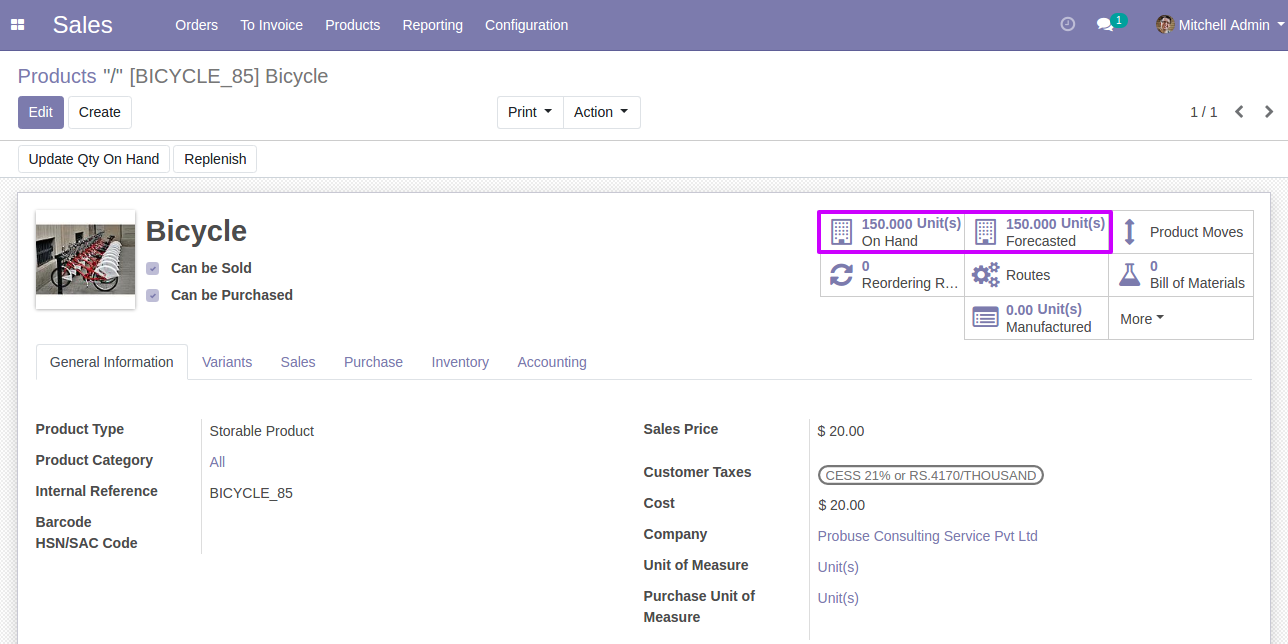 Sales Orders To Invoice Products Reporting Configuration 1 Mitchell Admin
Products "/" [BICYCLE_85] Bicycle
Edit Create Print Action 1 / 1
Update Qty On Hand Replenish
Bicycle
Can be Sold
Can be Purchased
150.000 Unit(s)
On Hand
150.000 Unit(s)
Forecasted
Product Moves
0
Reordering R...
Routes
0
Bill of Materials
0.00 Unit(s)
Manufactured
More
General Information Variants Sales Purchase Inventory Accounting
Product Type Storable Product
Product Category All
Internal Reference BICYCLE_85
Barcode
HSN/SAC Code
Sales Price $ 20.00
Customer Taxes CESS 21% or RS.4170/THOUSAND
Cost $ 20.00
Company Probuse Consulting Service Pvt Ltd
Unit of Measure Unit(s)
Purchase Unit of Unit(s)
Measure